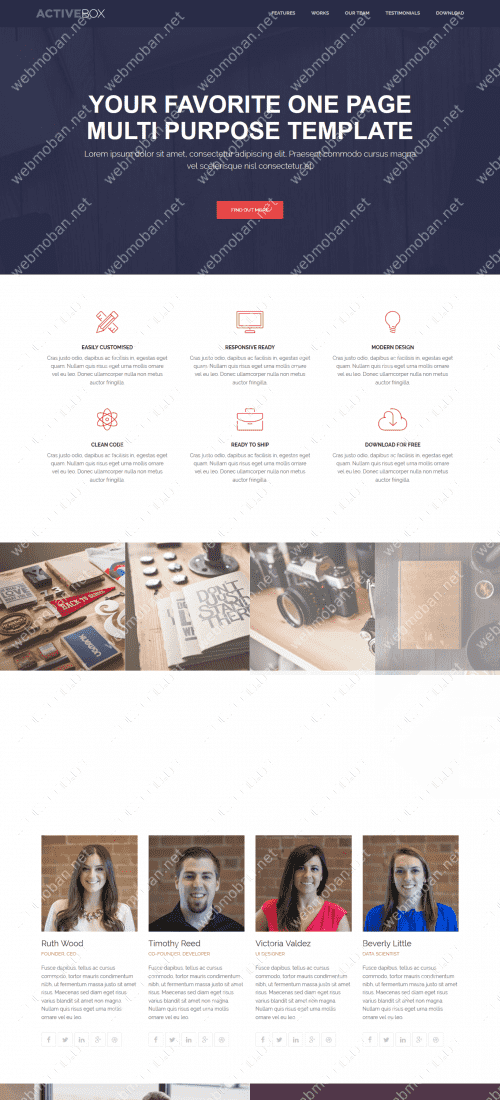 ACTIVEBOX
FEATURES WORKS OUR TEAM TESTIMONIALS DOWNLOAD
YOUR FAVORITE ONE PAGE
MULTI PURPOSE TEMPLATE
Lorem ipsum dolor sit amet, consectetur adipiscing elit. Praesent commodo cursus magna,
vel scelerisque nisl consectetur et.
FIND OUT MORE
EASILY CUSTOMISED
Cras justo odio, dapibus ac facilisis in, egestas eget
quam. Nullam quis risus eget urna mollis ornare
vel eu leo. Donec ullamcorper nulla non metus
auctor fringilla.
RESPONSIVE READY
Cras justo odio, dapibus ac facilisis in, egestas eget
quam. Nullam quis risus eget urna mollis ornare
vel eu leo. Donec ullamcorper nulla non metus
auctor fringilla.
MODERN DESIGN
Cras justo odio, dapibus ac facilisis in, egestas eget
quam. Nullam quis risus eget urna mollis ornare
vel eu leo. Donec ullamcorper nulla non metus
auctor fringilla.
CLEAN CODE
Cras justo odio, dapibus ac facilisis in, egestas eget
quam. Nullam quis risus eget urna mollis ornare
vel eu leo. Donec ullamcorper nulla non metus
auctor fringilla.
READY TO SHIP
Cras justo odio, dapibus ac facilisis in, egestas eget
quam. Nullam quis risus eget urna mollis ornare
vel eu leo. Donec ullamcorper nulla non metus
auctor fringilla.
DOWNLOAD FOR FREE
Cras justo odio, dapibus ac facilisis in, egestas eget
quam. Nullam quis risus eget urna mollis ornare
vel eu leo. Donec ullamcorper nulla non metus
auctor fringilla.
LOVE
BACK TO SCHOOL
DON'T
JUST
STAND
THERE
Ruth Wood
FOUNDER, CEO
Fusce dapibus, tellus ac cursus
commodo, tortor mauris condimentum
nibh, ut fermentum massa justo sit amet
risus. Maecenas sed diam eget risus
varius blandit sit amet non magna.
Nullam quis risus eget urna mollis
ornare vel eu leo.
Timothy Reed
CO-FOUNDER, DEVELOPER
Fusce dapibus, tellus ac cursus
commodo, tortor mauris condimentum
nibh, ut fermentum massa justo sit amet
risus. Maecenas sed diam eget risus
varius blandit sit amet non magna.
Nullam quis risus eget urna mollis
ornare vel eu leo.
Victoria Valdez
UI DESIGNER
Fusce dapibus, tellus ac cursus
commodo, tortor mauris condimentum
nibh, ut fermentum massa justo sit amet
risus. Maecenas sed diam eget risus
varius blandit sit amet non magna.
Nullam quis risus eget urna mollis
ornare vel eu leo.
Beverly Little
DATA SCIENTIST
Fusce dapibus, tellus ac cursus
commodo, tortor mauris condimentum
nibh, ut fermentum massa justo sit amet
risus. Maecenas sed diam eget risus
varius blandit sit amet non magna.
Nullam quis risus eget urna mollis
ornare vel eu leo.
webmoban.net